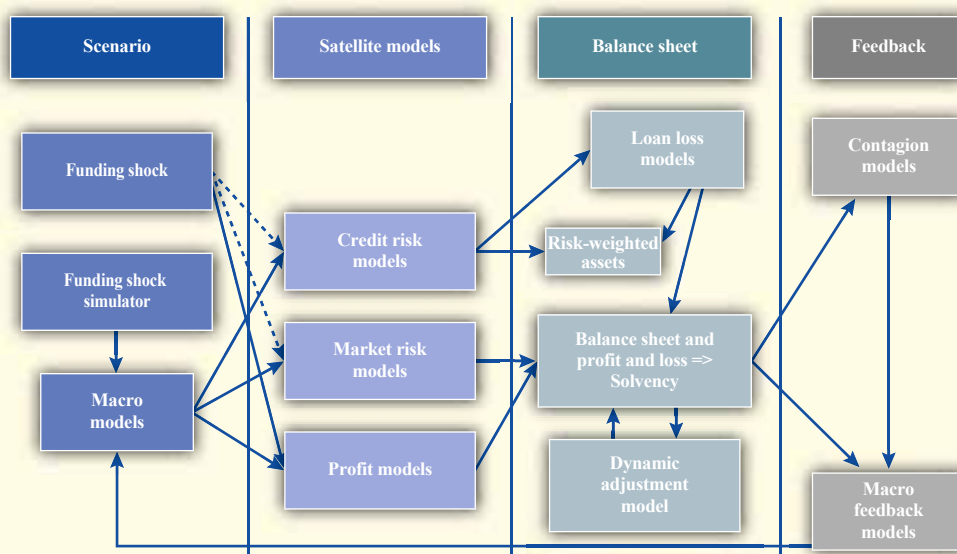 Scenario
Satellite models
Balance sheet
Feedback
Funding shock
Funding shock
simulator
Macro
models
Credit risk
models
Market risk
models
Profit models
Loan loss
models
Risk-weighted
assets
Balance sheet and
profit and loss =>
Solvency
Dynamic
adjustment
model
Contagion
models
Macro
feedback
models